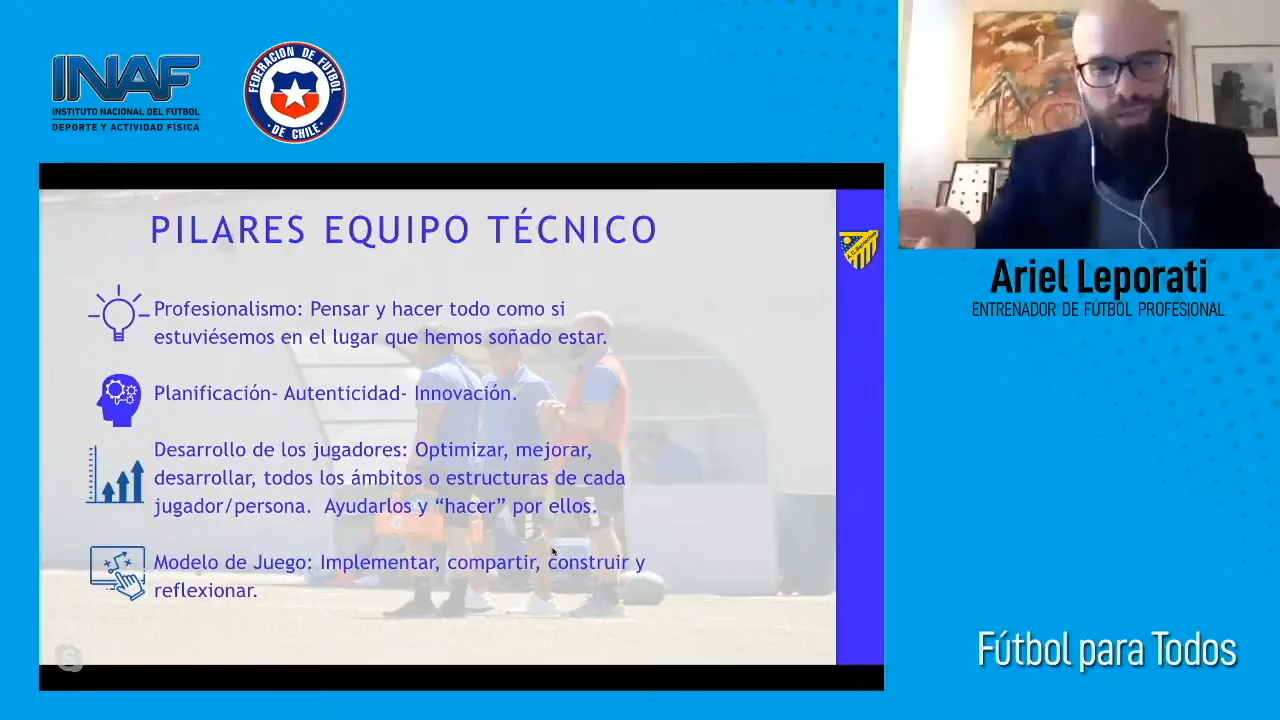 INAF
INSTITUTO NACIONAL DEL FÚTBOL
DEPORTE Y ACTIVIDAD FÍSICA
FEDERACION DE FUTBOL
· DE CHILE ·
PILARES EQUIPO TÉCNICO
Profesionalismo: Pensar y hacer todo como si
estuviésemos en el lugar que hemos soñado estar.
Planificación- Autenticidad- Innovación.
Desarrollo de los jugadores: Optimizar, mejorar,
desarrollar, todos los ámbitos o estructuras de cada
jugador/persona.  Ayudarlos y “hacer” por ellos.
Modelo de Juego: Implementar, compartir, construir y
reflexionar.
Ariel Leporati
ENTRENADOR DE FÚTBOL PROFESIONAL
Fútbol para Todos